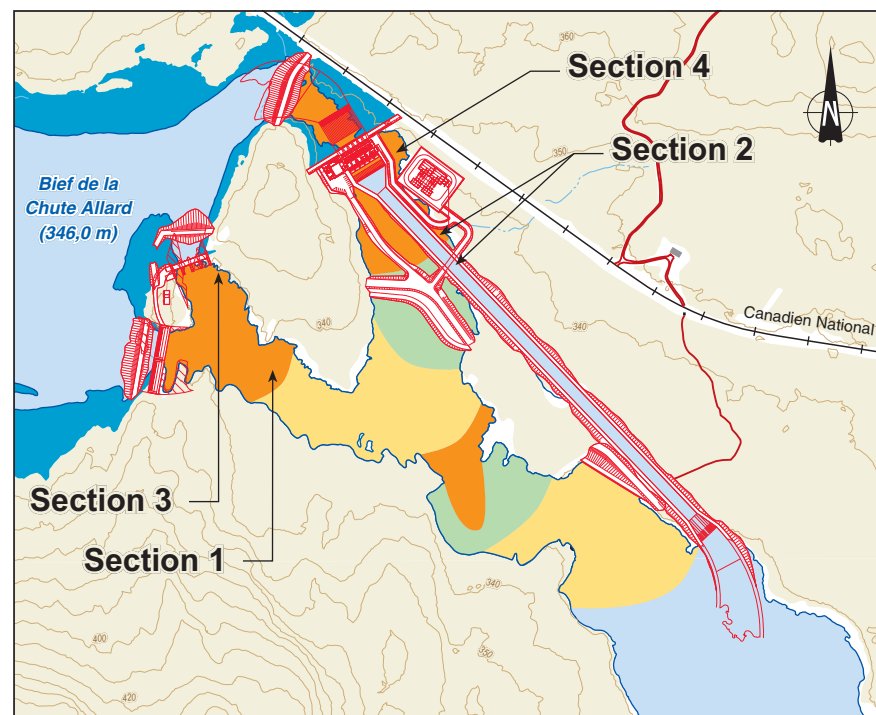 360
Section 4
N
350
Section 2
Bief de la
Chute Allard
(346,0 m)
Canadien National
340
340
Section 3
Section 1
340
350
400
420